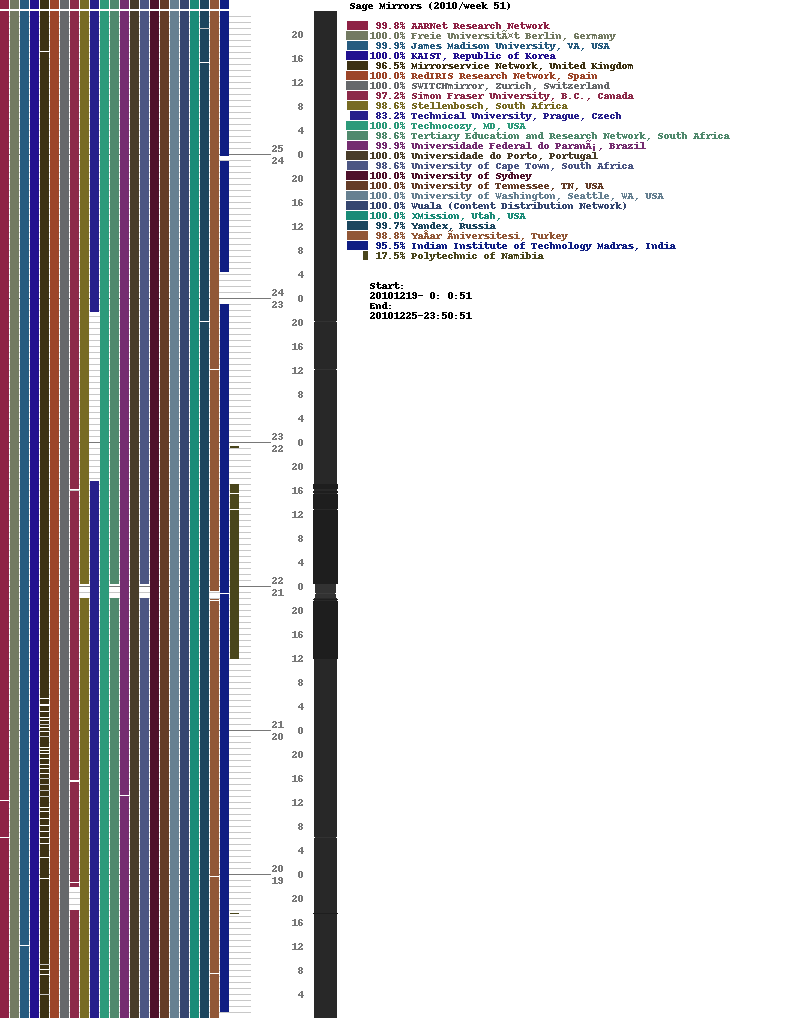 Sage Mirrors (2010/week 51)
99.8% AARNet Research Network
100.0% Freie UniversitÃ¤t Berlin, Germany
99.9% James Madison University, VA, USA
100.0% KAIST, Republic of Korea
96.5% Mirrorservice Network, United Kingdom
100.0% RedIRIS Research Network, Spain
100.0% SWITCHmirror, Zurich, Switzerland
97.2% Simon Fraser University, B.C., Canada
98.6% Stellenbosch, South Africa
83.2% Technical University, Prague, Czech
100.0% Technocozy, MD, USA
98.6% Tertiary Education and Research Network, South Africa
99.9% Universidade Federal do ParanÃ¡, Brazil
100.0% Universidade do Porto, Portugal
98.6% University of Cape Town, South Africa
100.0% University of Sydney
100.0% University of Tennessee, TN, USA
100.0% University of Washington, Seattle, WA, USA
100.0% Wuala (Content Distribution Network)
100.0% XMission, Utah, USA
99.7% Yandex, Russia
98.8% YaÅar Ãniversitesi, Turkey
95.5% Indian Institute of Technology Madras, India
17.5% Polytechnic of Namibia
Start:
20101219- 0: 0:51
End:
20101225-23:50:51
20
16
12
8
4
25
0
24
20
16
12
8
4
24
0
23
20
16
12
8
4
23
0
22
20
16
12
8
4
22
0
21
20
16
12
8
4
21
0
20
20
16
12
8
4
20
0
19
20
16
12
8
4